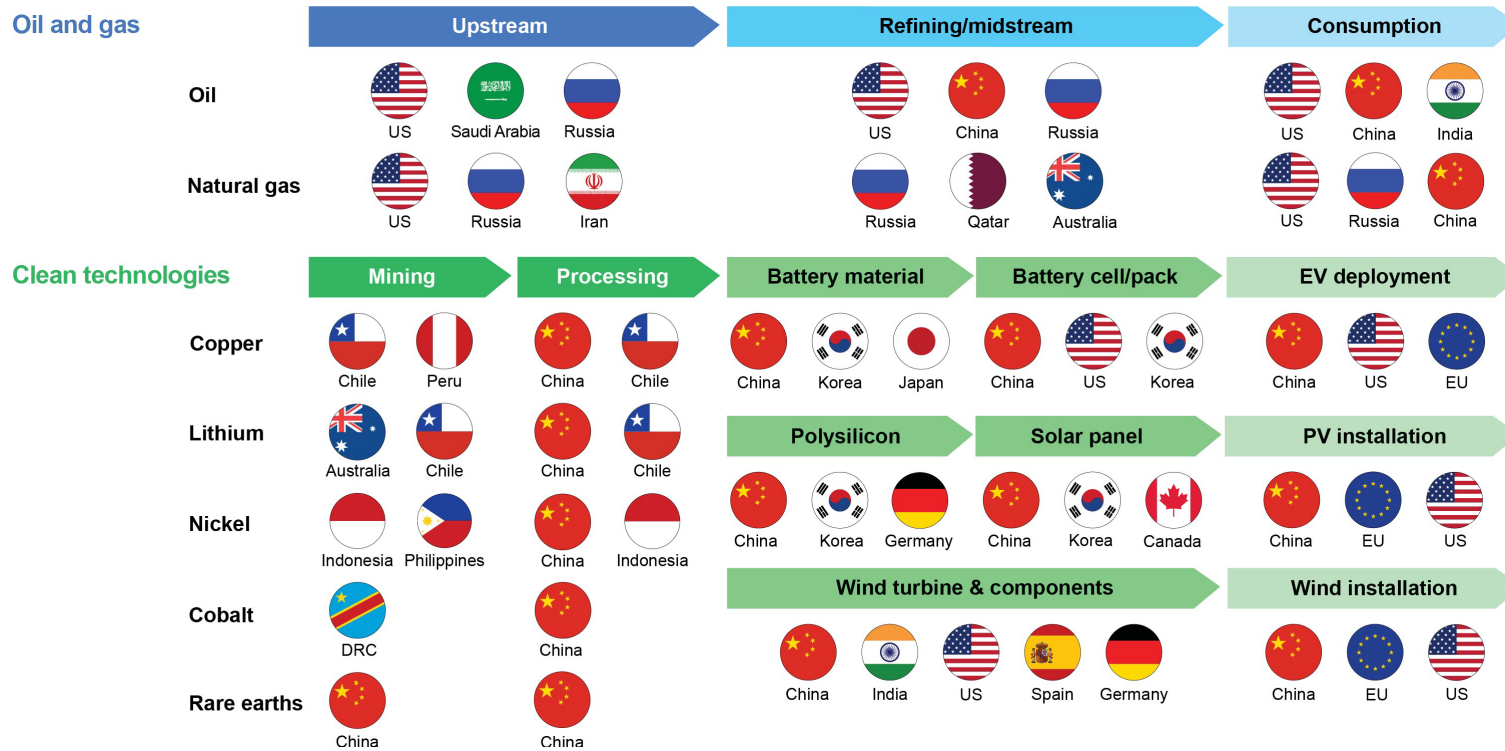 Oil and gas
Upstream
Refining/midstream
Consumption
Oil
US
Saudi Arabia
Russia
US
China
Russia
US
China
India
Natural gas
US
Russia
Iran
Russia
Qatar
Australia
US
Russia
China
Clean technologies
Mining
Processing
Battery material
Battery cell/pack
EV deployment
Copper
Chile
Peru
China
Chile
China
Korea
Japan
China
US
Korea
China
US
EU
Lithium
Australia
Chile
China
Chile
Polysilicon
Solar panel
PV installation
Nickel
Indonesia
Philippines
China
Indonesia
China
Korea
Germany
China
Korea
Canada
China
EU
US
Cobalt
DRC
China
Wind turbine & components
Wind installation
China
India
US
Spain
Germany
China
EU
US
Rare earths
China
China